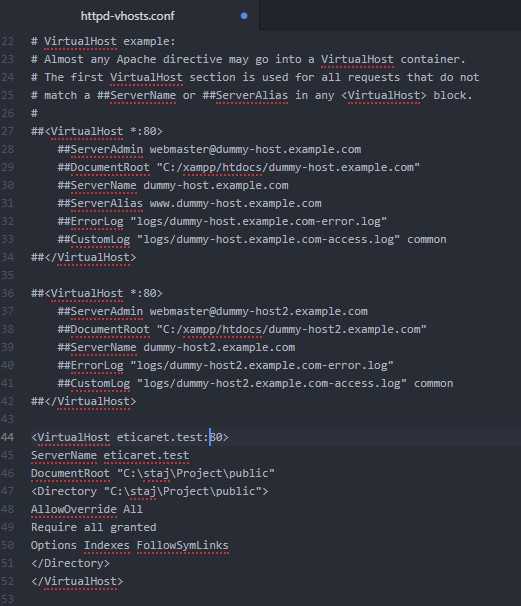 httpd-vhosts.conf
22 # VirtualHost example:
23 # Almost any Apache directive may go into a VirtualHost container.
24 # The first VirtualHost section is used for all requests that do not
25 # match a ##ServerName or ##ServerAlias in any <VirtualHost> block.
26 #
27 ##<VirtualHost *:80>
28 ##ServerAdmin webmaster@dummy-host.example.com
29 ##DocumentRoot "C:/xampp/htdocs/dummy-host.example.com"
30 ##ServerName dummy-host.example.com
31 ##ServerAlias www.dummy-host.example.com
32 ##ErrorLog "logs/dummy-host.example.com-error.log"
33 ##CustomLog "logs/dummy-host.example.com-access.log" common
34 ##</VirtualHost>
35
36 ##<VirtualHost *:80>
37 ##ServerAdmin webmaster@dummy-host2.example.com
38 ##DocumentRoot "C:/xampp/htdocs/dummy-host2.example.com"
39 ##ServerName dummy-host2.example.com
40 ##ErrorLog "logs/dummy-host2.example.com-error.log"
41 ##CustomLog "logs/dummy-host2.example.com-access.log" common
42 ##</VirtualHost>
43
44 <VirtualHost eticaret.test:80>
45 ServerName eticaret.test
46 DocumentRoot "C:\staj\Project\public"
47 <Directory "C:\staj\Project\public">
48 AllowOverride All
49 Require all granted
50 Options Indexes FollowSymLinks
51 </Directory>
52 </VirtualHost>
53